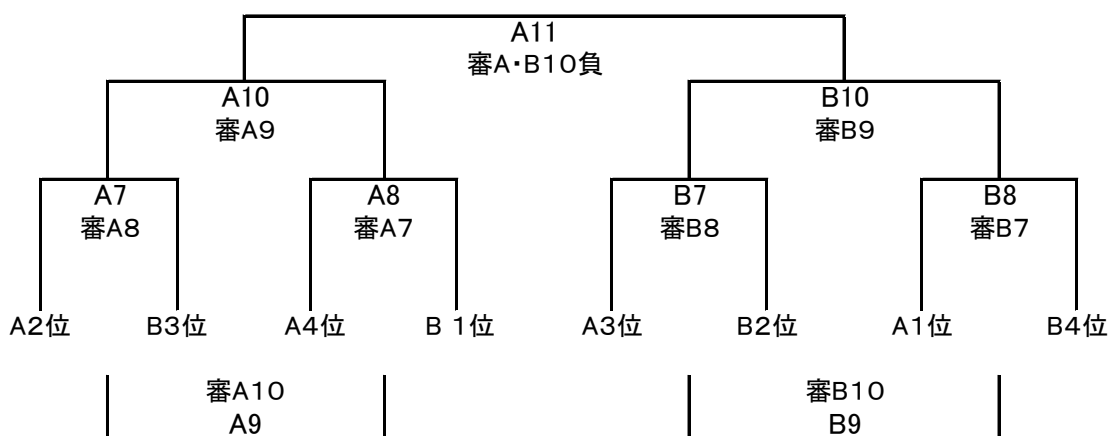 A11
審A・B10負
A10
審A9
B10
審B9
A7
審A8
A8
審A7
B7
審B8
B8
審B7
A2位
B3位
A4位
B 1位
A3位
B2位
A1位
B4位
審A10
A9
審B10
B9